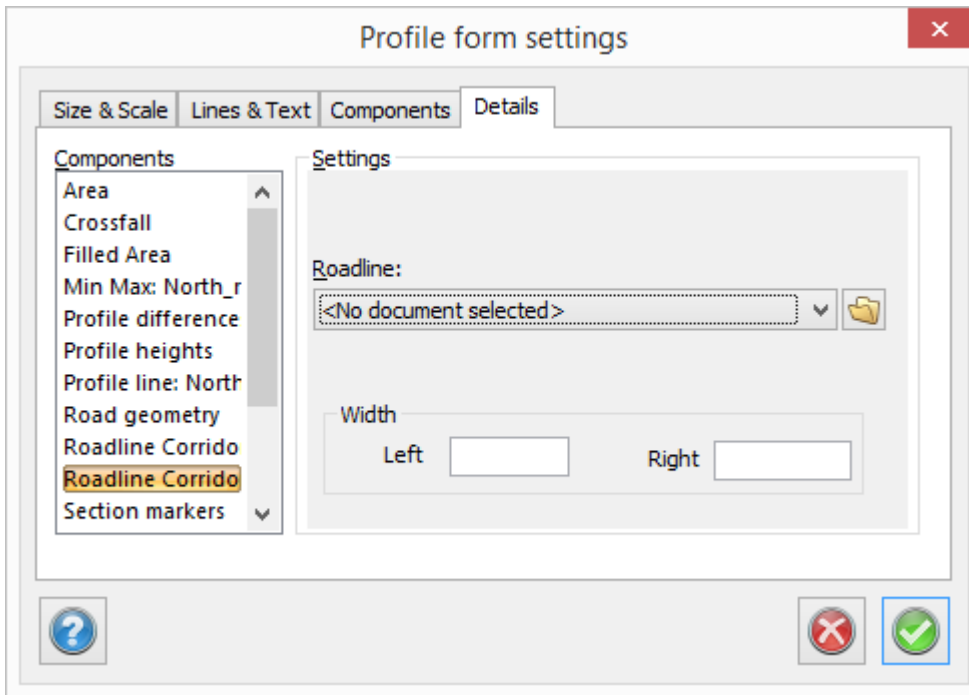 Profile form settings
Size & Scale
Lines & Text
Components
Details
Components
Area
Crossfall
Filled Area
Min Max: North_r
Profile difference
Profile heights
Profile line: North
Road geometry
Roadline Corrido
Roadline Corrido
Section markers
Settings
Roadline:
<No document selected>
Width
Left
Right